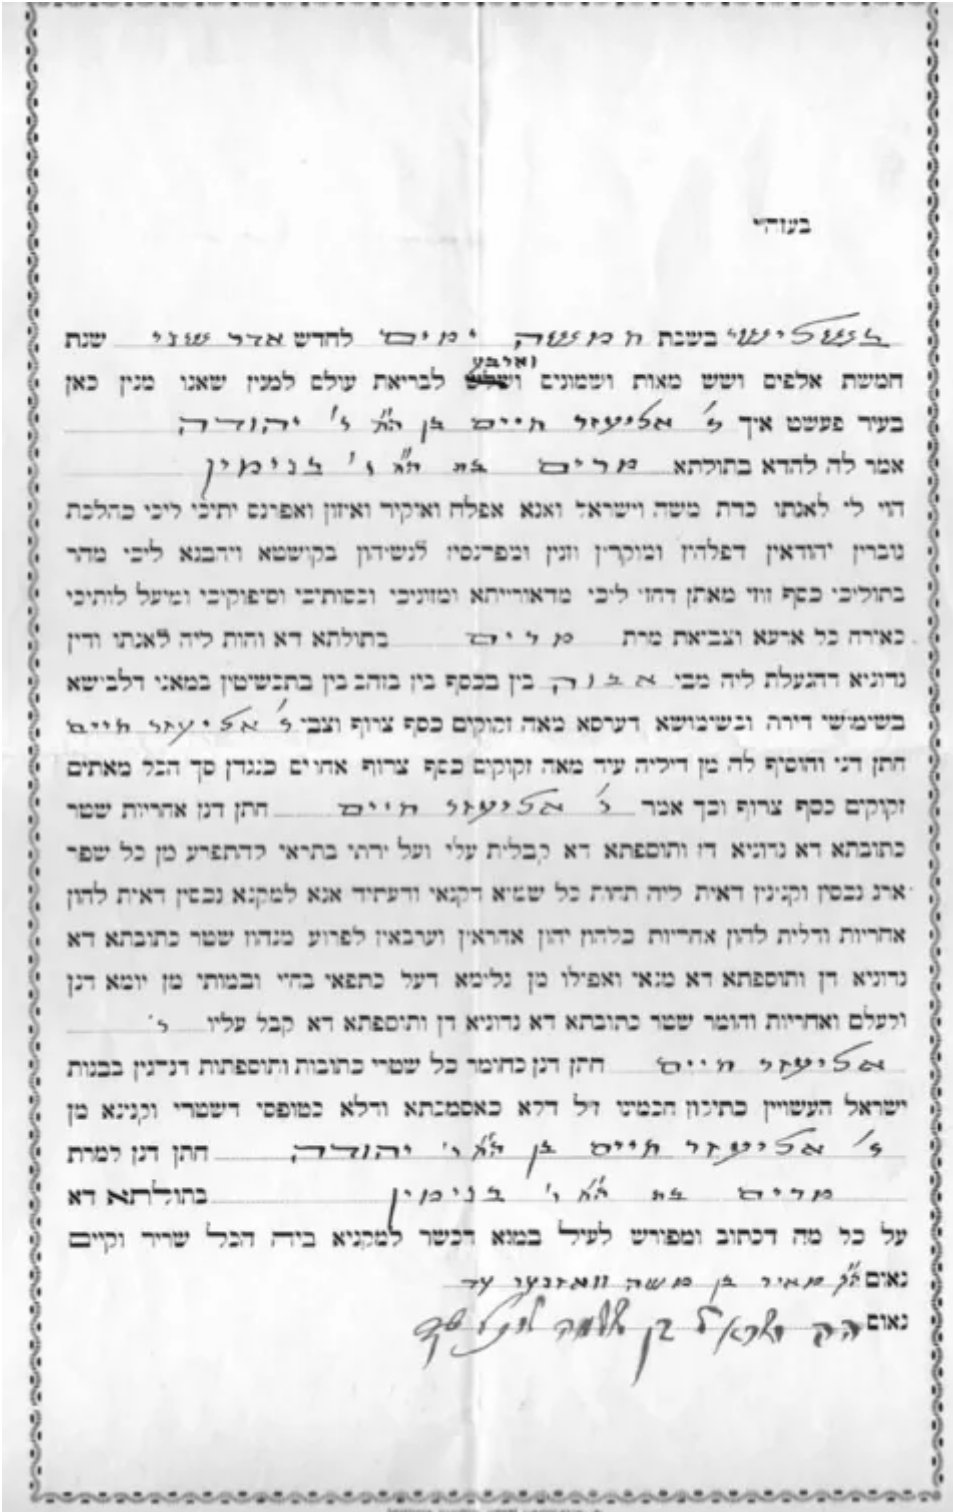 בעזה״י
בשלישי בשבת חמשה ימים לחדש אדר שני שנת
וארבע
חמשת אלפים ושש מאות ושמונים ושלש לבריאת עולם למנין שאנו מנין כאן
בעיר פעשט איך ר׳ אליעזר חיים בן הח״ ר׳ יהודה
אמר לה להדא בתולתא מרים בת הח״ ר׳ בנימין
הוי לי לאנתו כדת משה וישראל ואנא אפלח ואוקיר ואיזון ואפרנס יתיכי ליכי כהלכת
גוברין יהודאין דפלחין ומוקרין וזנין ומפרנסין לנשיהון בקושטא ויהבנא ליכי מהר
בתוליכי כסף זוזי מאתן דחזי ליכי מדאורייתא ומזוניכי וכסותיכי וסיפוקיכי ומיעל לותיכי
כאורח כל ארעא וצביאת מרת מרים בתולתא דא והות ליה לאנתו ודין
נדוניא דהנעלת ליה מבי אבוה בין בכסף בין בזהב בין בתכשיטין במאני דלבושא
בשימושי דירה ובשימושא דערסא מאה זקוקים כסף צרוף וצבי ר׳ אליעזר חיים
חתן דנן והוסיף לה מן דיליה עוד מאה זקוקים כסף צרוף אחרים כנגדן סך הכל מאתים
זקוקים כסף צרוף וכך אמר ר׳ אליעזר חיים חתן דנן אחריות שטר
כתובתא דא נדוניא דן ותוספתא דא קבלית עלי ועל ירתי בתראי להתפרע מן כל שפר
ארג נכסין וקנינין דאית ליה תחות כל שמיא דקנאי ודעתיד אנא למקנא נכסין דאית להון
אחריות ודלית להון אחריות כלהון יהון אחראין וערבאין לפרוע מנהון שטר כתובתא דא
נדוניא דן ותוספתא דא מנאי ואפילו מן גלימא דעל כתפאי בחיי ובמותי מן יומא דנן
ולעלם ואחריות וחומר שטר כתובתא דא נדוניא דן ותוספתא דא קבל עליו ר׳
אליעזר חיים חתן דנן כחומר כל שטרי כתובות ותוספתות דנהגין בבנות
ישראל העשויין כתיקון חכמינו ז״ל דלא כאסמכתא ודלא כטופסי דשטרי וקנינא מן
ר׳ אליעזר חיים בן הח״ ר׳ יהודה חתן דנן למרת
מרים בת הח״ ר׳ בנימין בתולתא דא
על כל מה דכתוב ומפורש לעיל במנא דכשר למקניא ביה הכל שריר וקיים
נאום הק׳ מאיר בן משה עד
נאום הק׳ בן עד